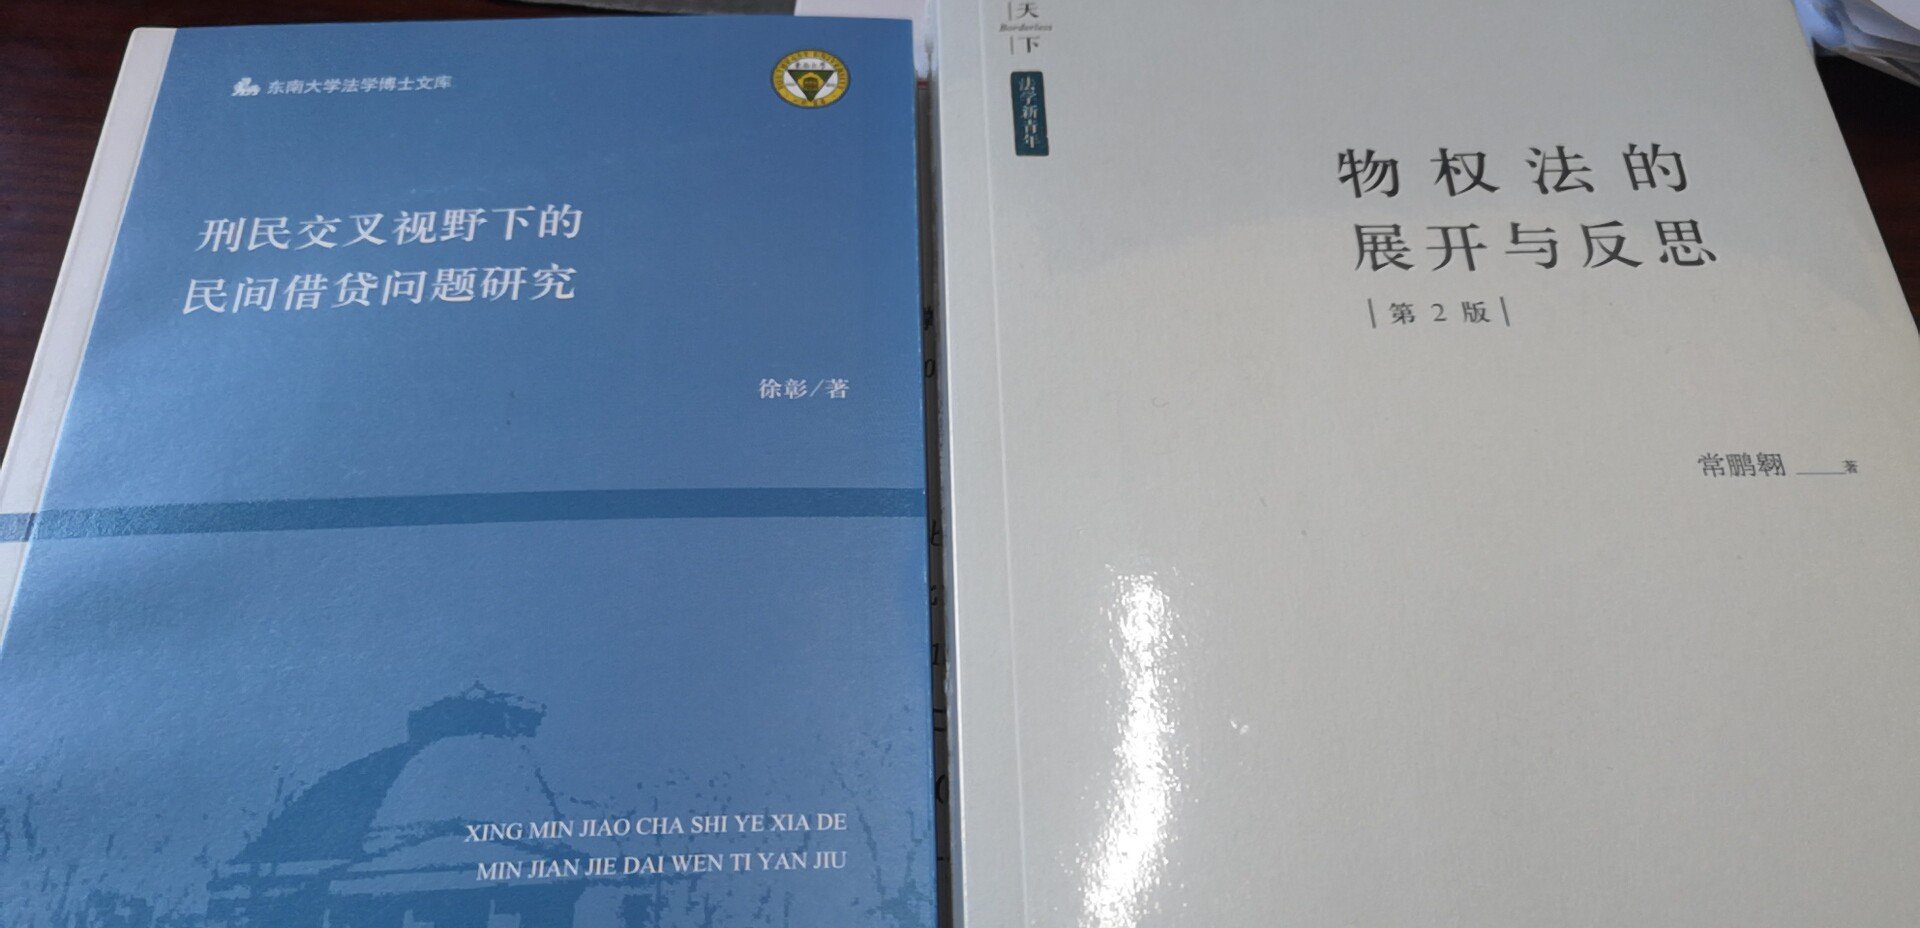 东南大学法学博士文库
刑民交叉视野下的
民间借贷问题研究
徐彰/著
XING MIN JIAO CHA SHI YE XIA DE
MIN JIAN JIE DAI WEN TI YAN JIU
天
Borderless
下
法学新青年
物权法的
展开与反思
第2版
常鹏翱 著